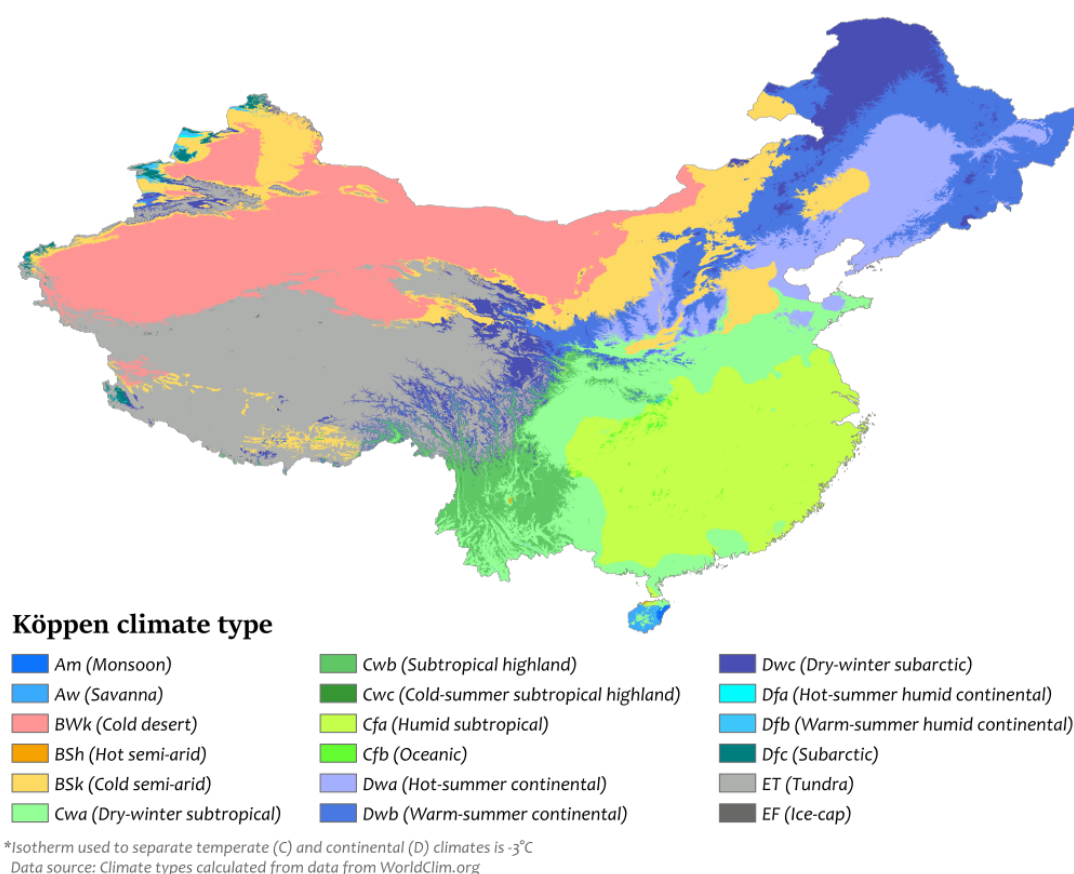 Köppen climate type
Am (Monsoon)
Aw (Savanna)
BWk (Cold desert)
BSh (Hot semi-arid)
BSk (Cold semi-arid)
Cwa (Dry-winter subtropical)
Cwb (Subtropical highland)
Cwc (Cold-summer subtropical highland)
Cfa (Humid subtropical)
Cfb (Oceanic)
Dwa (Hot-summer continental)
Dwb (Warm-summer continental)
Dwc (Dry-winter subarctic)
Dfa (Hot-summer humid continental)
Dfb (Warm-summer humid continental)
Dfc (Subarctic)
ET (Tundra)
EF (Ice-cap)
*Isotherm used to separate temperate (C) and continental (D) climates is -3°C
Data source: Climate types calculated from data from WorldClim.org